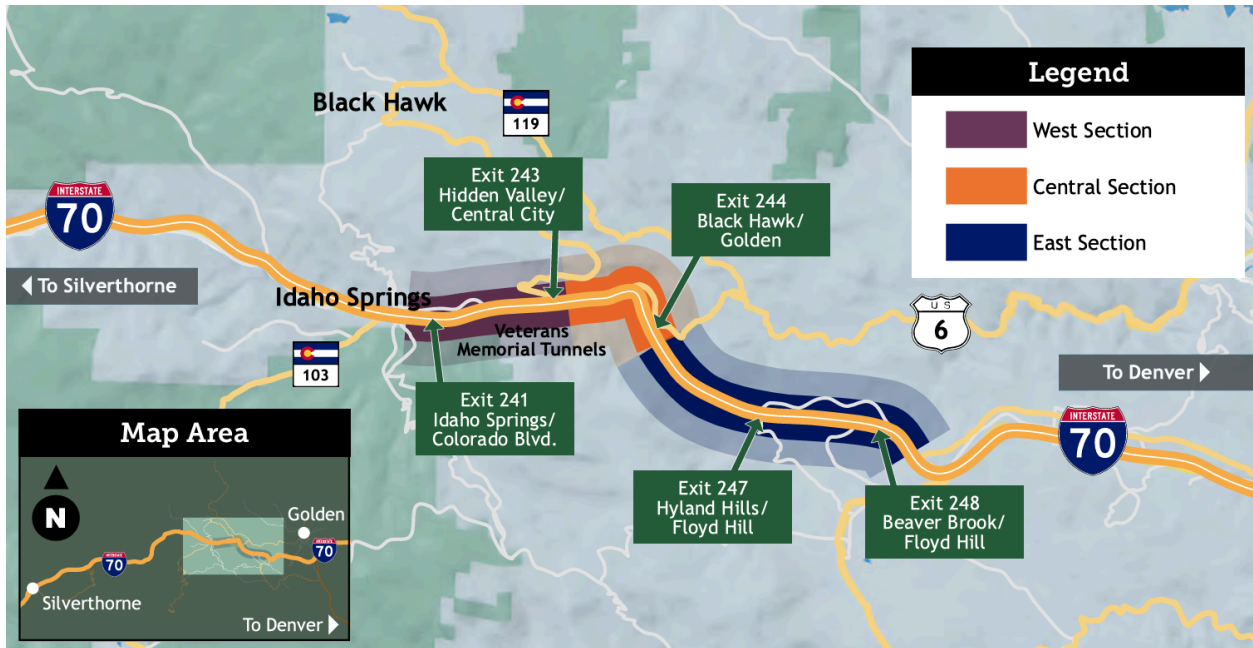 Black Hawk
119
Exit 243
Hidden Valley/
Central City
Exit 244
Black Hawk/
Golden
Legend
West Section
Central Section
East Section
INTERSTATE
70
To Silverthorne
Idaho Springs
Veterans
Memorial Tunnels
103
U S
6
To Denver
Exit 241
Idaho Springs/
Colorado Blvd.
Exit 247
Hyland Hills/
Floyd Hill
Exit 248
Beaver Brook/
Floyd Hill
INTERSTATE
70
Map Area
N
Golden
INTERSTATE
70
INTERSTATE
70
Silverthorne
To Denver